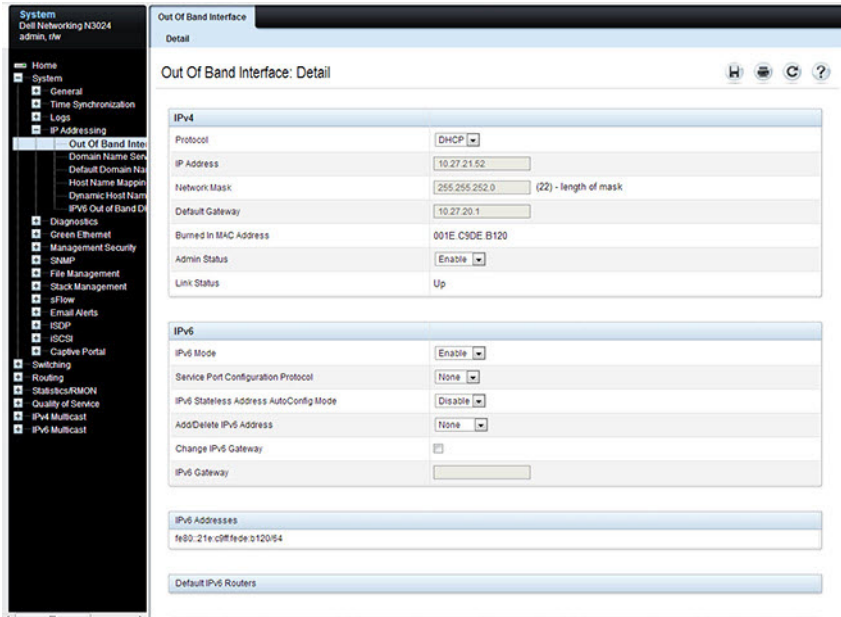 System
Dell Networking N3024
admin, r/w
Home
System
General
Time Synchronization
Logs
IP Addressing
Out Of Band Inte
Domain Name Serv
Default Domain Na
Host Name Mappin
Dynamic Host Nam
IPV6 Out of Band D
Diagnostics
Green Ethernet
Management Security
SNMP
File Management
Stack Management
sFlow
Email Alerts
ISDP
iSCSI
Captive Portal
Switching
Routing
Statistics/RMON
Quality of Service
IPv4 Multicast
IPv6 Multicast
Out Of Band Interface
Detail
Out Of Band Interface: Detail
?
IPv4
Protocol DHCP
IP Address 10.27.21.52
Network Mask 255.255.252.0 (22) - length of mask
Default Gateway 10.27.20.1
Burned In MAC Address 001E.C9DE.B120
Admin Status Enable
Link Status Up
IPv6
IPv6 Mode Enable
Service Port Configuration Protocol None
IPv6 Stateless Address AutoConfig Mode Disable
Add/Delete IPv6 Address None
Change IPv6 Gateway
IPv6 Gateway
IPv6 Addresses
fe80::21e:c9ff:fede:b120/64
Default IPv6 Routers